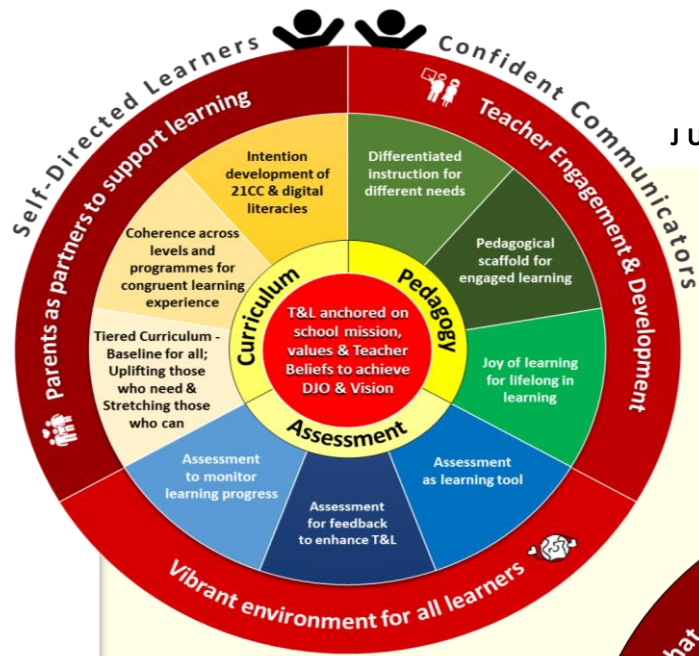 Self-Directed Learners
Confident Communicators
J U
Parents as partners to support learning
Teacher Engagement & Development
Intention
development of
21CC & digital
literacies
Differentiated
instruction for
different needs
Coherence across
levels and
programmes for
congruent learning
experience
Pedagogical
scaffold for
engaged learning
Curriculum
Pedagogy
T&L anchored on
school mission,
values & Teacher
Beliefs to achieve
DJO & Vision
Tiered Curriculum -
Baseline for all;
Uplifting those
who need &
Stretching those
who can
Joy of learning
for lifelong in
learning
Assessment
Assessment
to monitor
learning progress
Assessment
for feedback
to enhance T&L
Assessment
as learning tool
Vibrant environment for all learners
hat